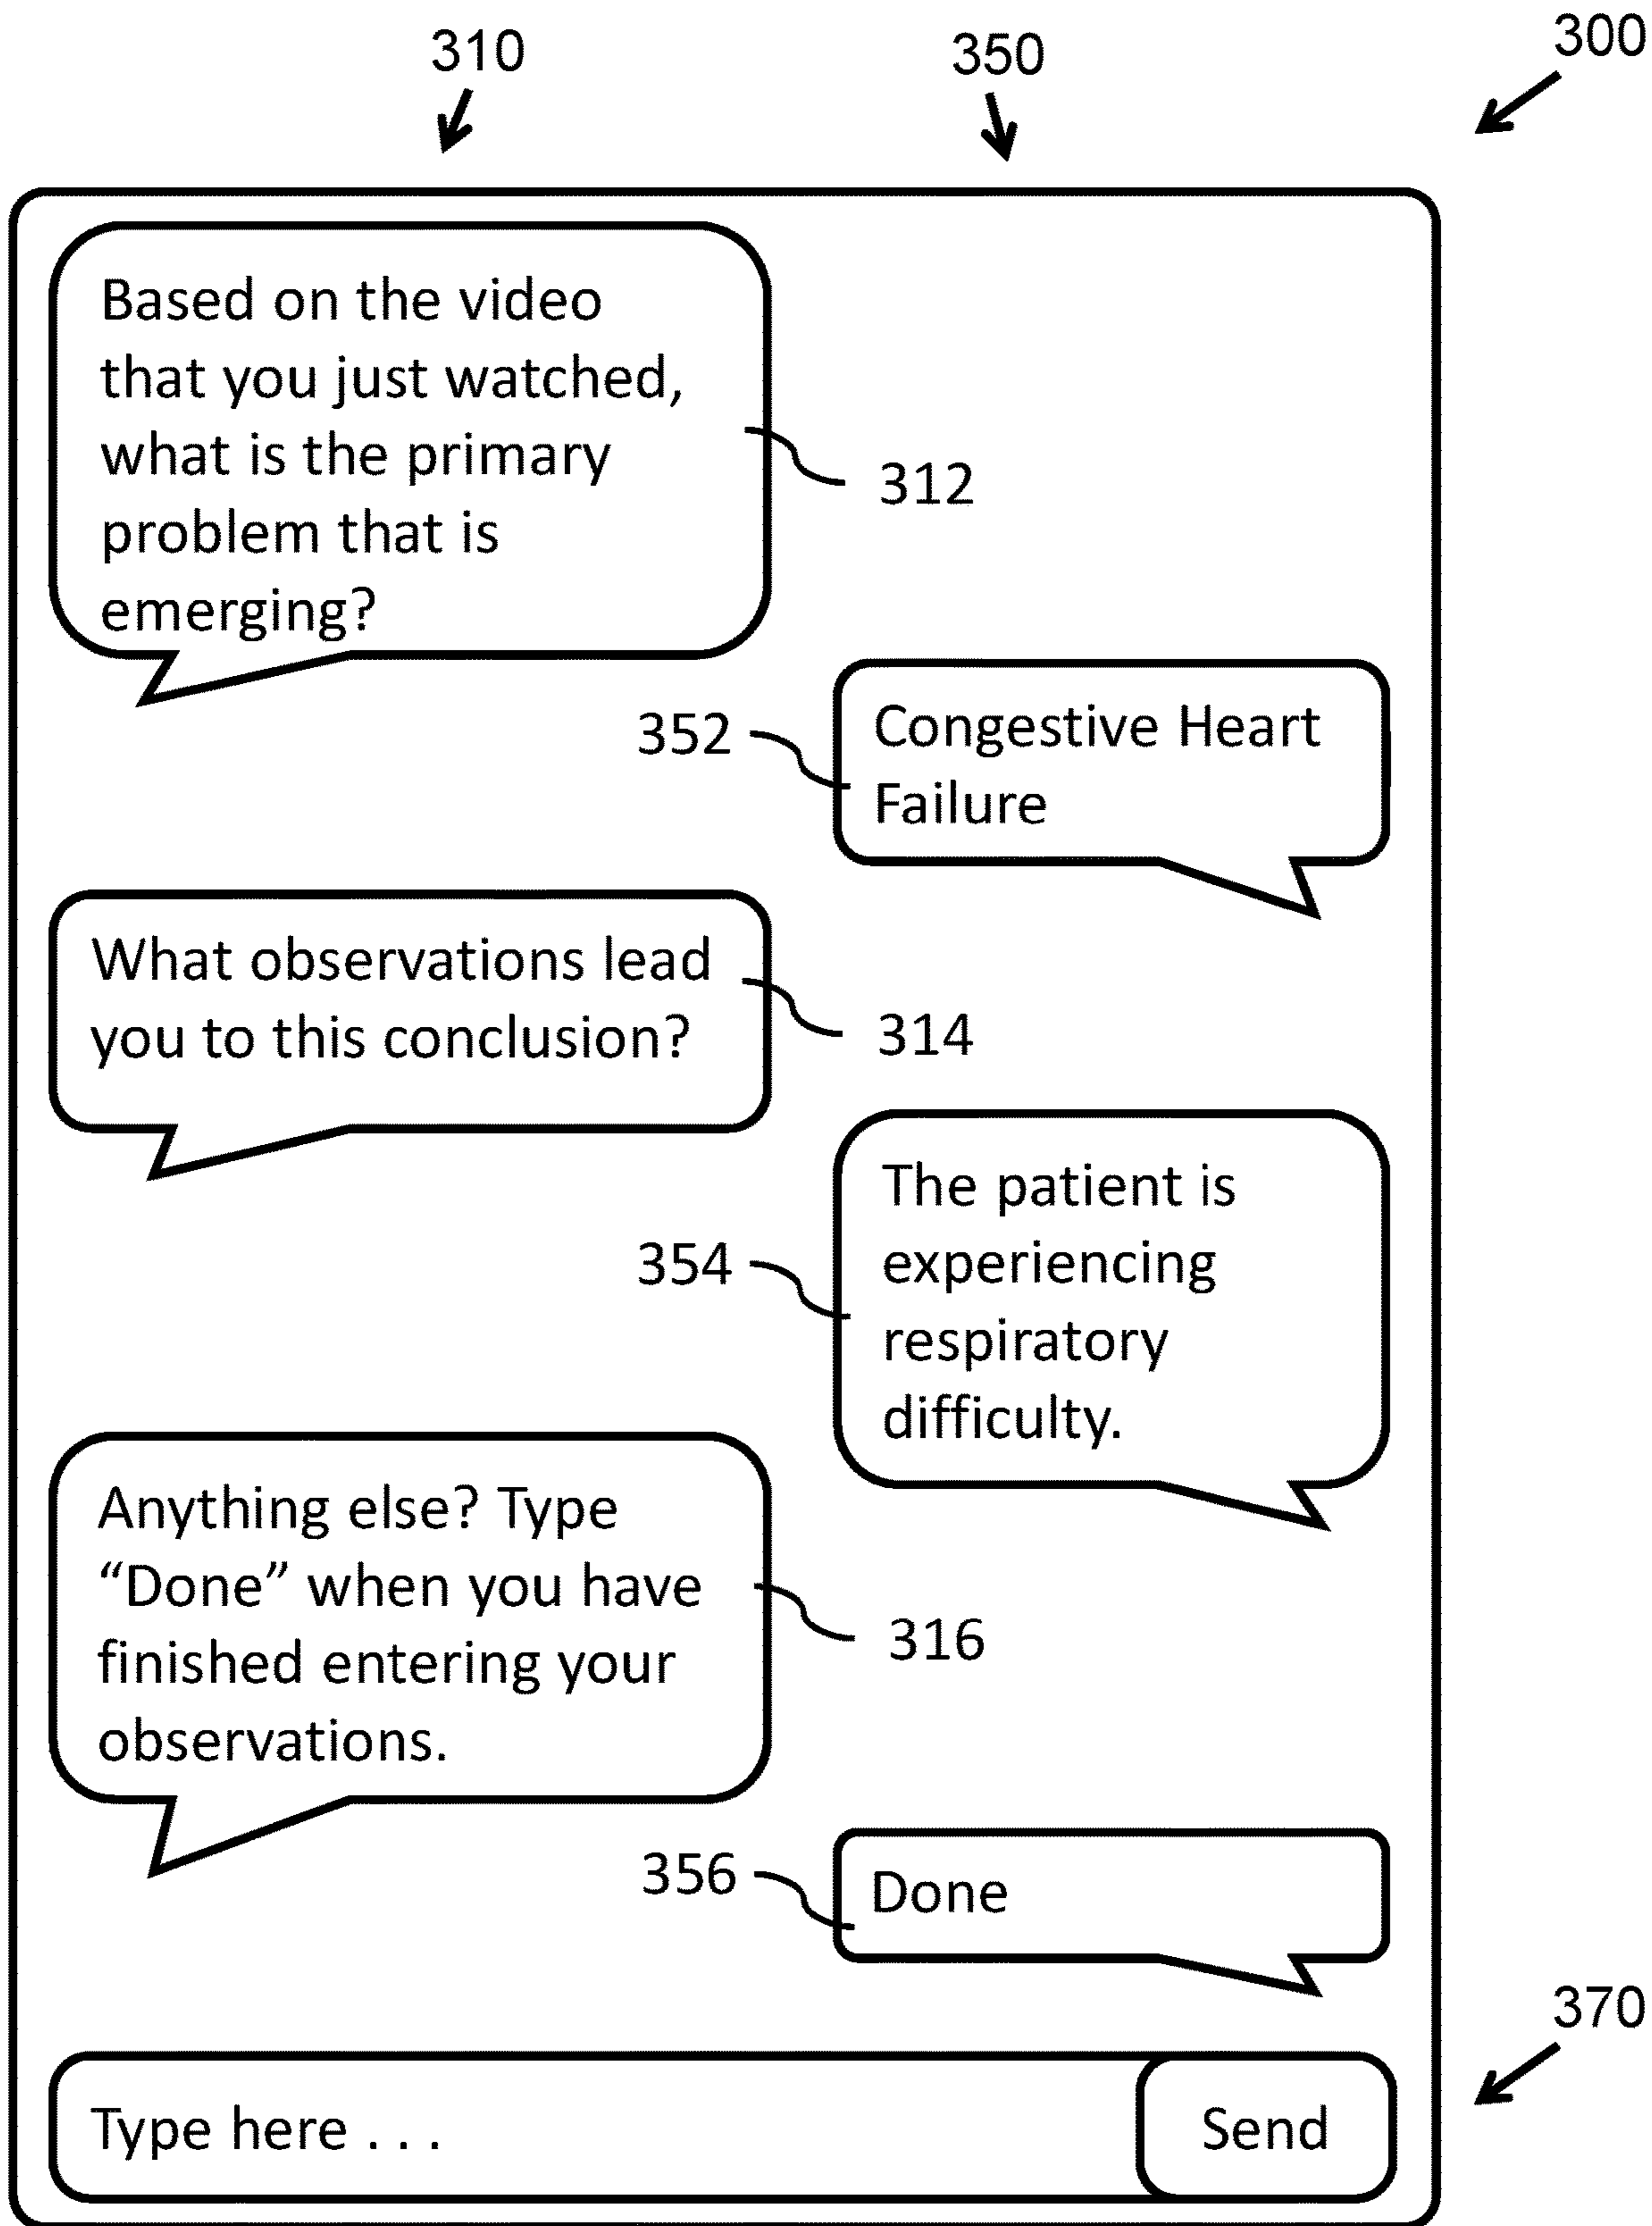 310
350
300
Based on the video
that you just watched,
what is the primary
problem that is
emerging?
312
352
Congestive Heart
Failure
What observations lead
you to this conclusion?
314
354
The patient is
experiencing
respiratory
difficulty.
Anything else? Type
“Done” when you have
finished entering your
observations.
316
356
Done
370
Type here . . .
Send